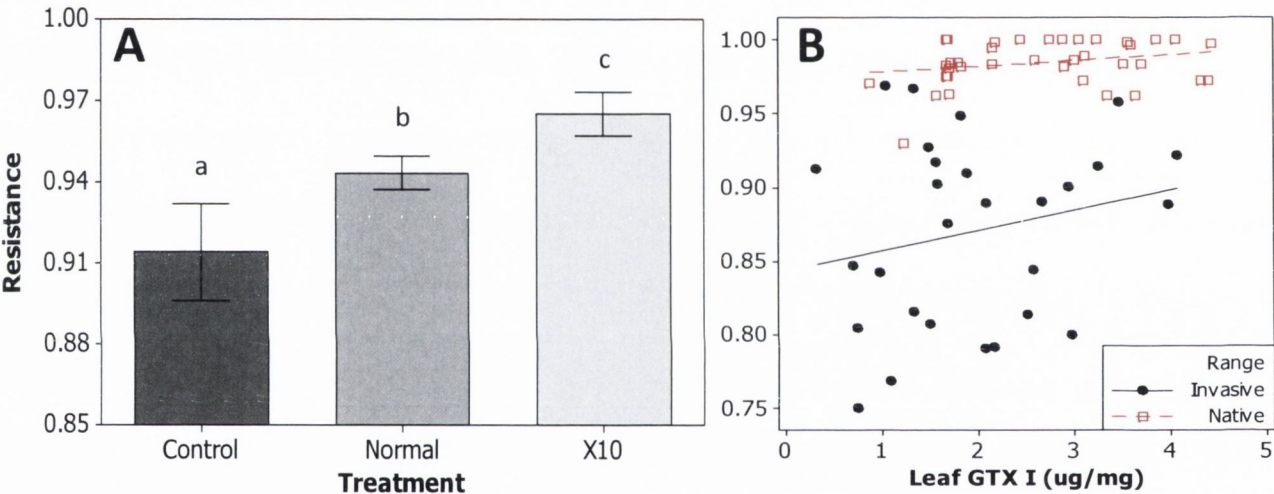 A
Resistance
1.00
0.97
0.94
0.91
0.88
0.85
a
b
c
Control
Normal
X10
Treatment
B
1.00
0.95
0.90
0.85
0.80
0.75
0
1
2
3
4
5
Leaf GTX I (ug/mg)
Range
Invasive
Native